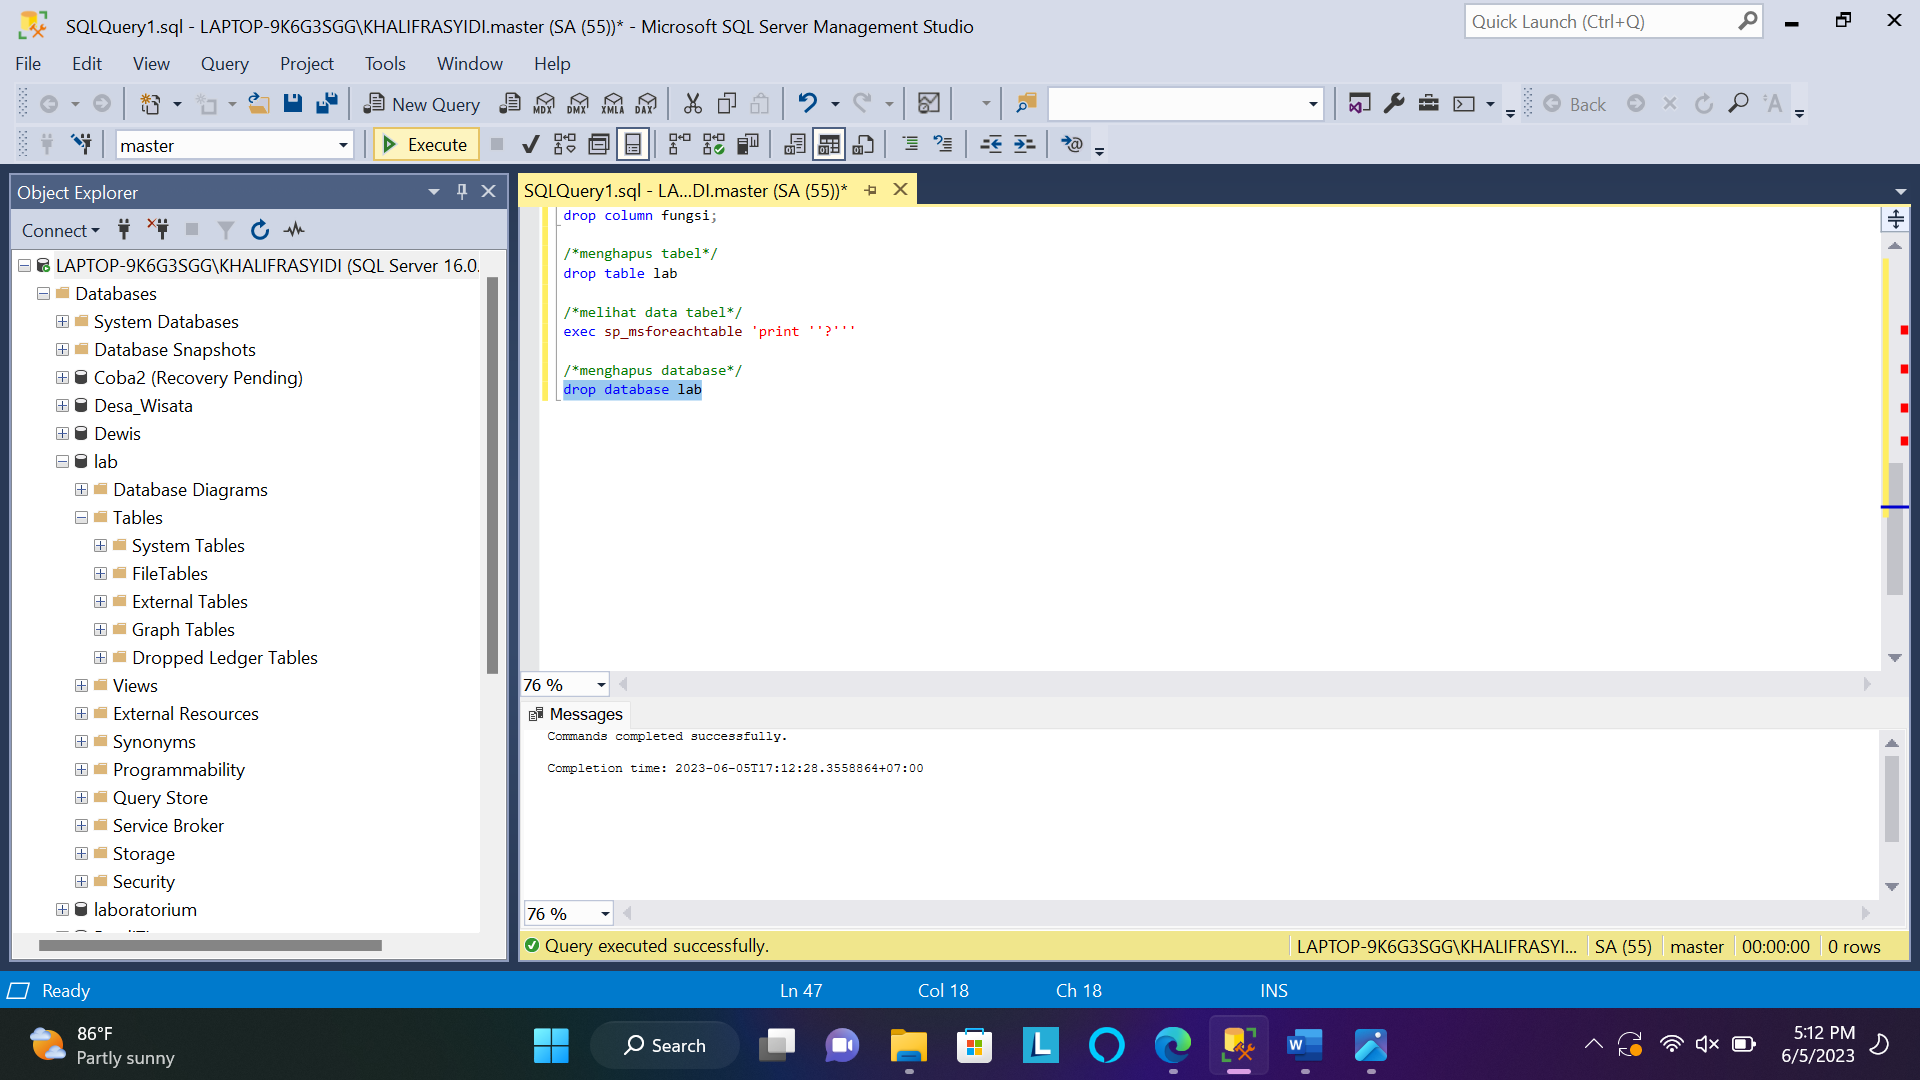 SQLQuery1.sql - LAPTOP-9K6G3SGG\KHALIFRASYIDI.master (SA (55))* - Microsoft SQL Server Management Studio
Quick Launch (Ctrl+Q)
File Edit View Query Project Tools Window Help
New Query MDX DMX XMLA DAX Back
master Execute
Object Explorer
SQLQuery1.sql - LA...DI.master (SA (55))*
Connect
LAPTOP-9K6G3SGG\KHALIFRASYIDI (SQL Server 16.0.
Databases
System Databases
Database Snapshots
Coba2 (Recovery Pending)
Desa_Wisata
Dewis
lab
Database Diagrams
Tables
System Tables
FileTables
External Tables
Graph Tables
Dropped Ledger Tables
Views
External Resources
Synonyms
Programmability
Query Store
Service Broker
Storage
Security
laboratorium
drop column fungsi;
/*menghapus tabel*/
drop table lab
/*melihat data tabel*/
exec sp_msforeachtable 'print ''?'''
/*menghapus database*/
drop database lab
76 %
Messages
Commands completed successfully.
Completion time: 2023-06-05T17:12:28.3558864+07:00
76 %
Query executed successfully. LAPTOP-9K6G3SGG\KHALIFRASYI... SA (55) master 00:00:00 0 rows
Ready Ln 47 Col 18 Ch 18 INS
86°F
Partly sunny
Search
5:12 PM
6/5/2023